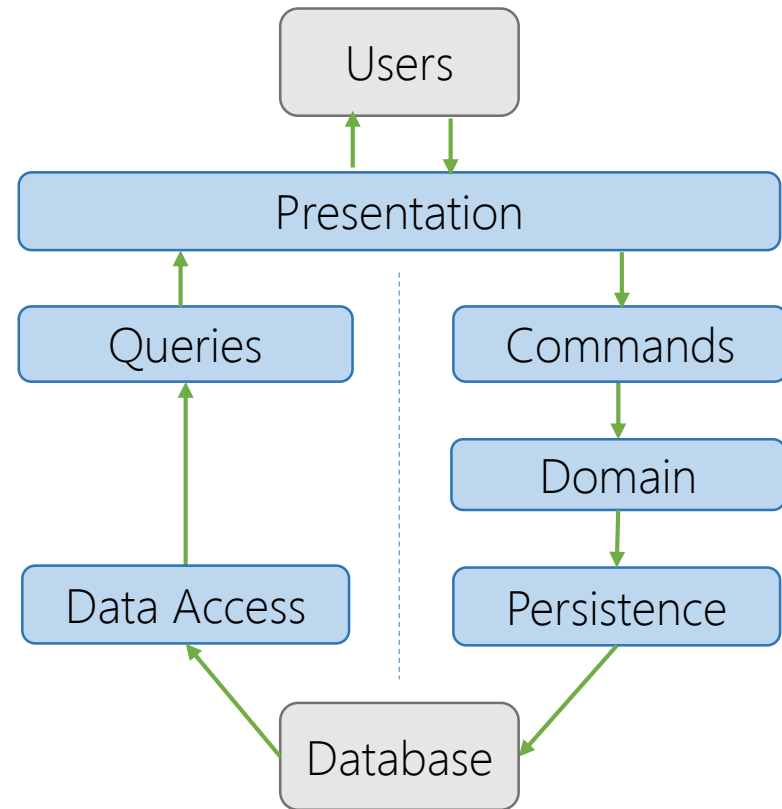 Users
Presentation
Queries
Commands
Domain
Data Access
Persistence
Database